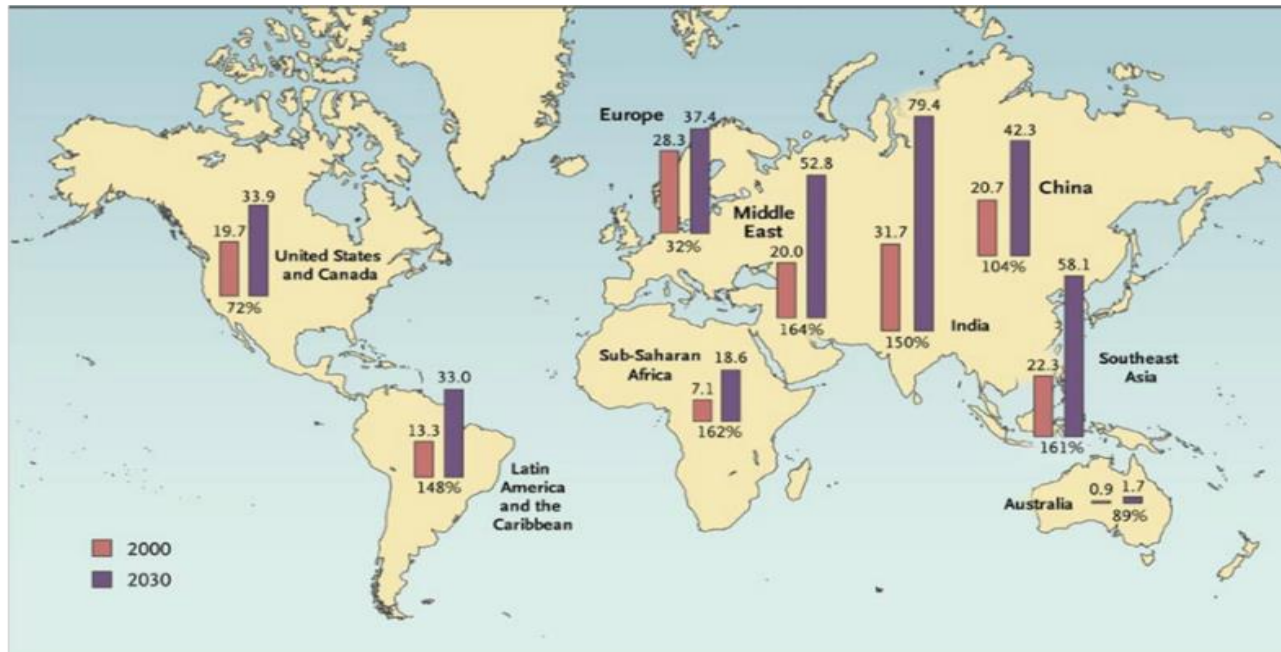 Europe
28.3
37.4
32%
79.4
31.7
150%
India
42.3
20.7
104%
China
52.8
Middle
East
20.0
164%
33.9
19.7
United States
and Canada
72%
58.1
22.3
161%
Southeast
Asia
Sub-Saharan
Africa
18.6
7.1
162%
33.0
13.3
148%
Latin
America
and the
Caribbean
Australia
0.9
1.7
89%
2000
2030